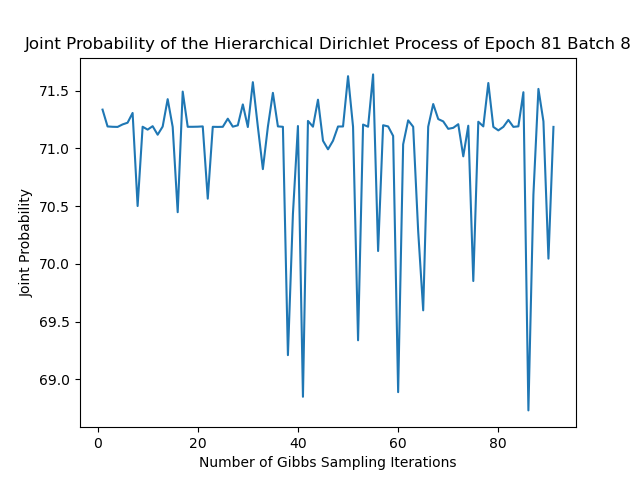 Joint Probability of the Hierarchical Dirichlet Process of Epoch 81 Batch 8
71.5
71.0
70.5
70.0
69.5
69.0
Joint Probability
0 20 40 60 80
Number of Gibbs Sampling Iterations